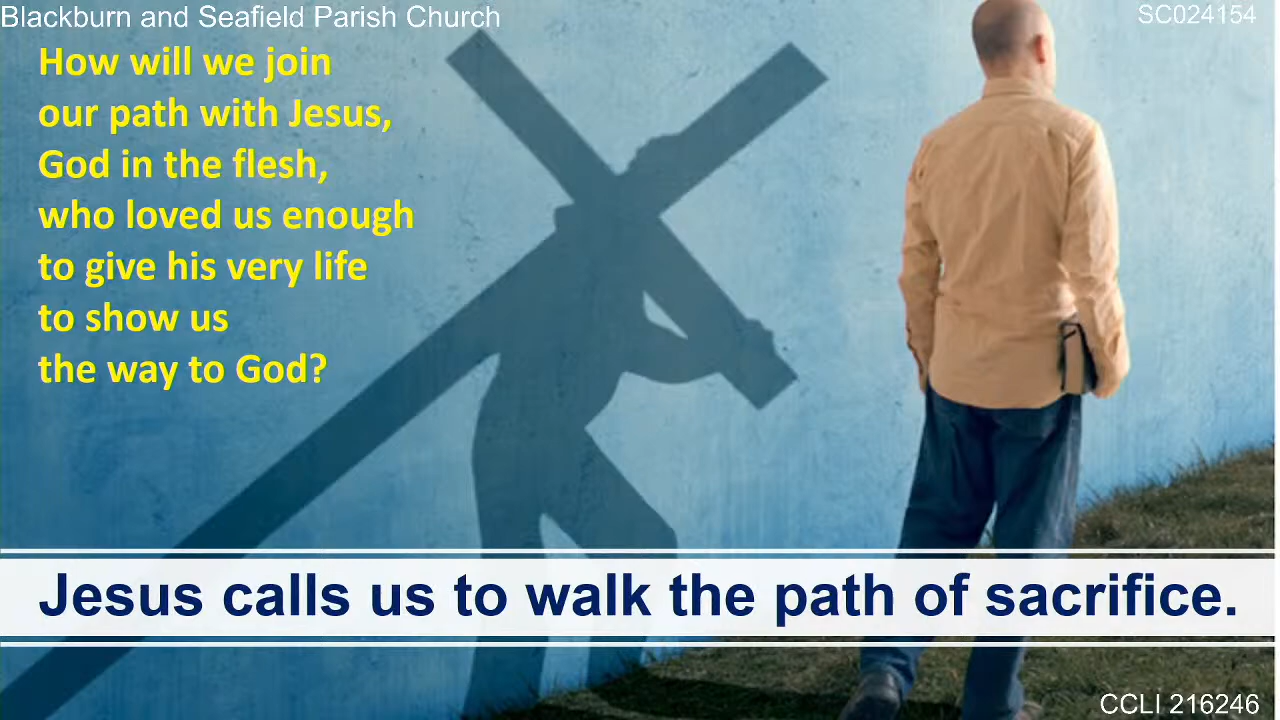 Blackburn and Seafield Parish Church
SC024154
How will we join
our path with Jesus,
God in the flesh,
who loved us enough
to give his very life
to show us
the way to God?
Jesus calls us to walk the path of sacrifice.
CCLI 216246